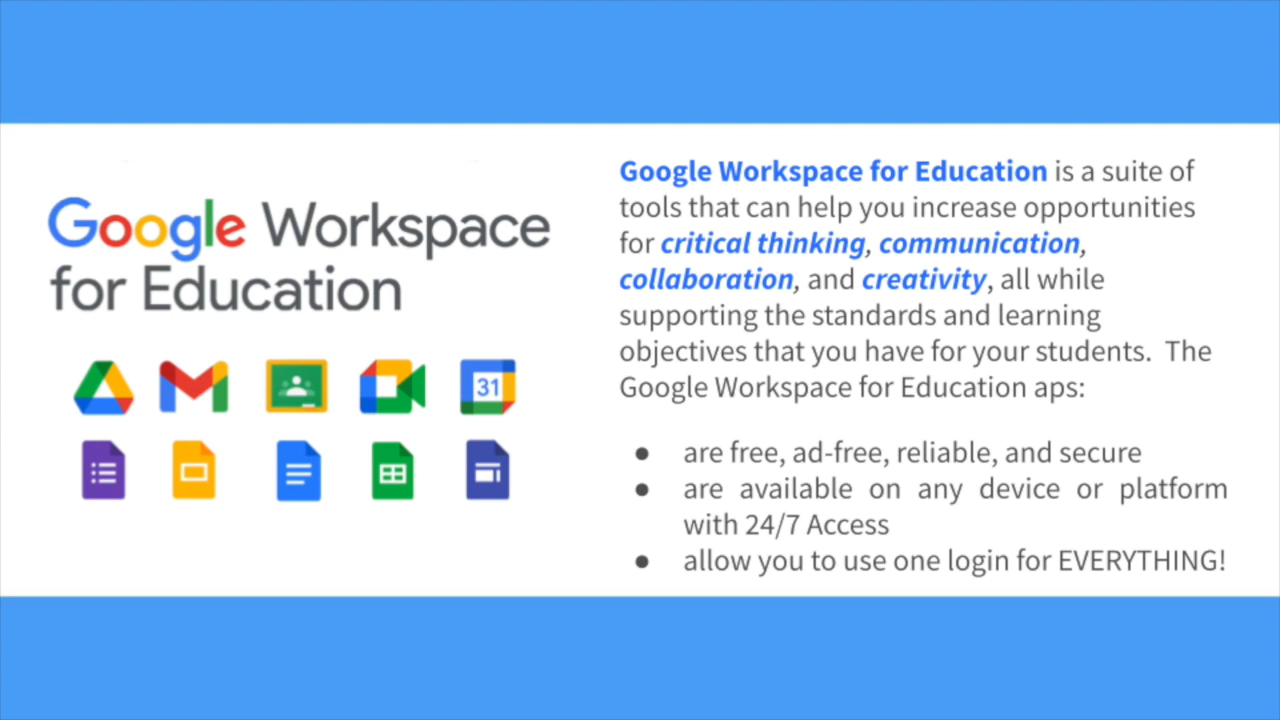 Google Workspace
for Education
31
Google Workspace for Education is a suite of
tools that can help you increase opportunities
for critical thinking, communication,
collaboration, and creativity, all while
supporting the standards and learning
objectives that you have for your students. The
Google Workspace for Education aps:
● are free, ad-free, reliable, and secure
● are available on any device or platform
with 24/7 Access
● allow you to use one login for EVERYTHING!